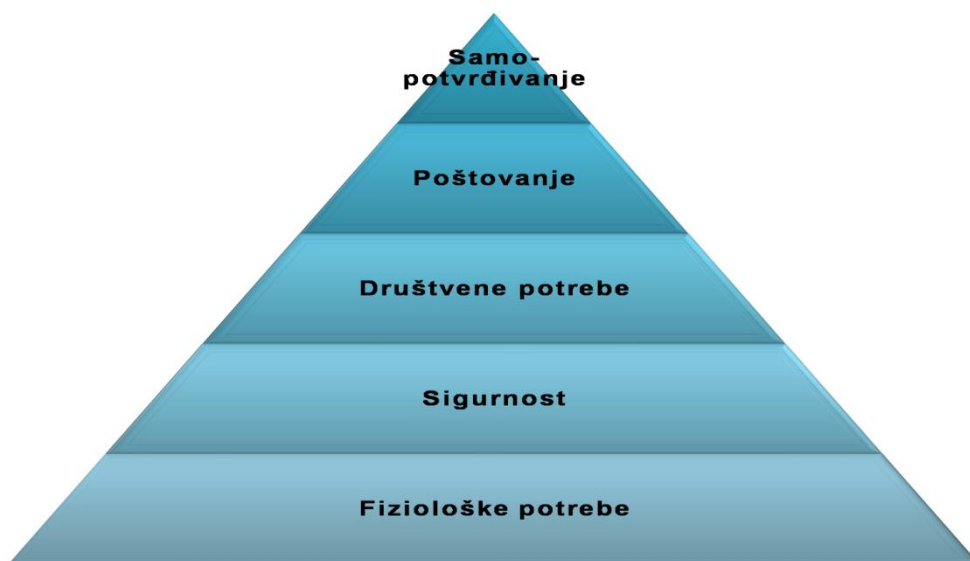 Samo-
potvrđivanje
Poštovanje
Društvene potrebe
Sigurnost
Fiziološke potrebe